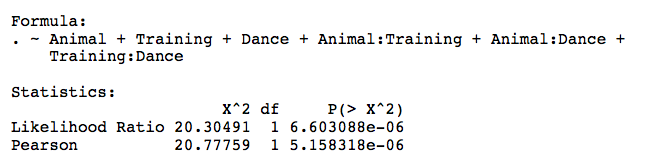 Formula:
. ~ Animal + Training + Dance + Animal:Training + Animal:Dance +
    Training:Dance

Statistics:
                      X^2 df     P(> X^2)
Likelihood Ratio 20.30491  1 6.603088e-06
Pearson          20.77759  1 5.158318e-06